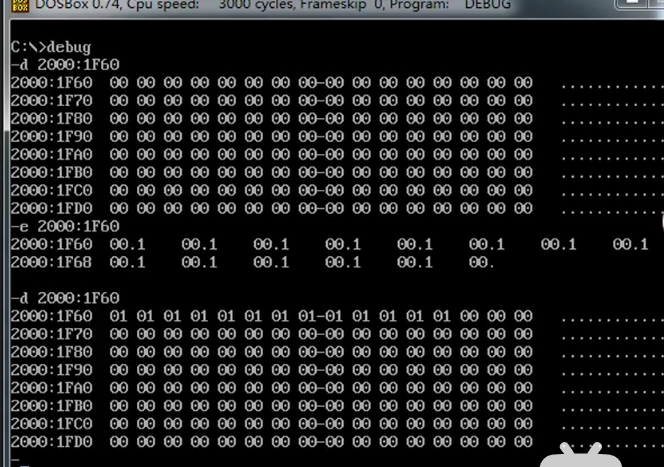 DOS
BOX
DOSBox 0.74, Cpu speed: 3000 cycles, Frameskip 0, Program: DEBUG
C:\>debug
-d 2000:1F60
2000:1F60 00 00 00 00 00 00 00 00-00 00 00 00 00 00 00 00 ............
2000:1F70 00 00 00 00 00 00 00 00-00 00 00 00 00 00 00 00 ............
2000:1F80 00 00 00 00 00 00 00 00-00 00 00 00 00 00 00 00 ............
2000:1F90 00 00 00 00 00 00 00 00-00 00 00 00 00 00 00 00 ............
2000:1FA0 00 00 00 00 00 00 00 00-00 00 00 00 00 00 00 00 ............
2000:1FB0 00 00 00 00 00 00 00 00-00 00 00 00 00 00 00 00 ............
2000:1FC0 00 00 00 00 00 00 00 00-00 00 00 00 00 00 00 00 ............
2000:1FD0 00 00 00 00 00 00 00 00-00 00 00 00 00 00 00 00 ............
-e 2000:1F60
2000:1F60 00.1 00.1 00.1 00.1 00.1 00.1 00.1 00.1
2000:1F68 00.1 00.1 00.1 00.1 00.1 00.
-d 2000:1F60
2000:1F60 01 01 01 01 01 01 01 01-01 01 01 01 01 00 00 00 ............
2000:1F70 00 00 00 00 00 00 00 00-00 00 00 00 00 00 00 00 ............
2000:1F80 00 00 00 00 00 00 00 00-00 00 00 00 00 00 00 00 ............
2000:1F90 00 00 00 00 00 00 00 00-00 00 00 00 00 00 00 00 ............
2000:1FA0 00 00 00 00 00 00 00 00-00 00 00 00 00 00 00 00 ............
2000:1FB0 00 00 00 00 00 00 00 00-00 00 00 00 00 00 00 00 ............
2000:1FC0 00 00 00 00 00 00 00 00-00 00 00 00 00 00 00 00 ............
2000:1FD0 00 00 00 00 00 00 00 00-00 00 00 00 00 00 00 00 ............
-